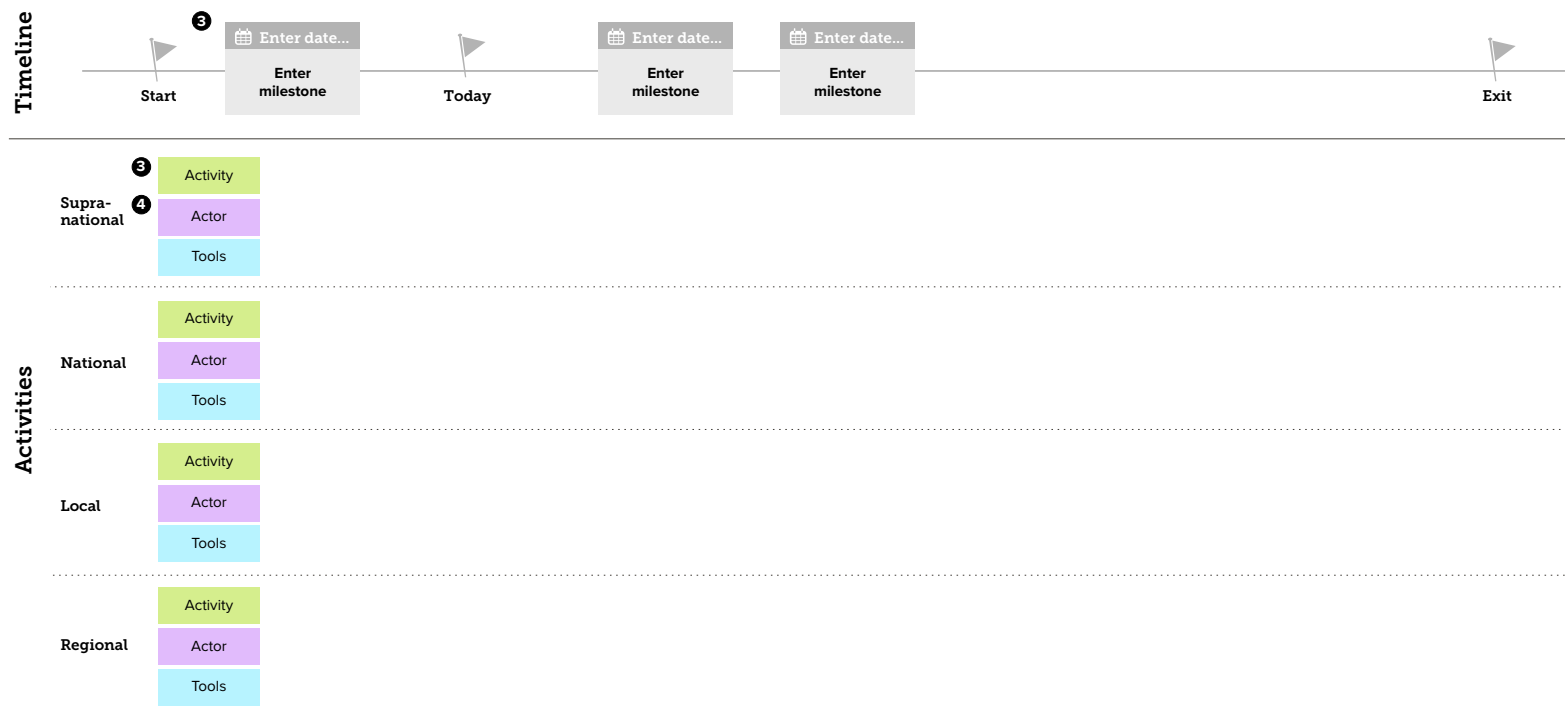 Timeline
3
Enter date...
Enter date...
Enter date...
Enter
milestone
Enter
milestone
Enter
milestone
Start
Today
Exit
Activities
3
Activity
Supra-
national
4
Actor
Tools
Activity
National
Actor
Tools
Activity
Local
Actor
Tools
Activity
Regional
Actor
Tools